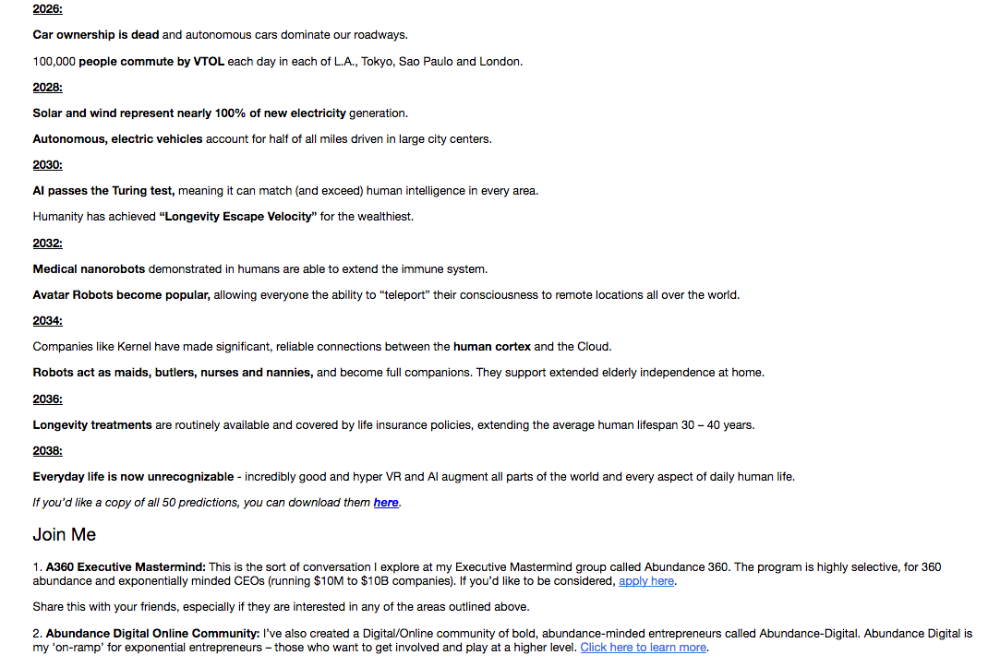 2026:
Car ownership is dead and autonomous cars dominate our roadways.
100,000 people commute by VTOL each day in each of L.A., Tokyo, Sao Paulo and London.
2028:
Solar and wind represent nearly 100% of new electricity generation.
Autonomous, electric vehicles account for half of all miles driven in large city centers.
2030:
AI passes the Turing test, meaning it can match (and exceed) human intelligence in every area.
Humanity has achieved “Longevity Escape Velocity” for the wealthiest.
2032:
Medical nanorobots demonstrated in humans are able to extend the immune system.
Avatar Robots become popular, allowing everyone the ability to “teleport” their consciousness to remote locations all over the world.
2034:
Companies like Kernel have made significant, reliable connections between the human cortex and the Cloud.
Robots act as maids, butlers, nurses and nannies, and become full companions. They support extended elderly independence at home.
2036:
Longevity treatments are routinely available and covered by life insurance policies, extending the average human lifespan 30 – 40 years.
2038:
Everyday life is now unrecognizable - incredibly good and hyper VR and AI augment all parts of the world and every aspect of daily human life.
If you’d like a copy of all 50 predictions, you can download them here.
Join Me
1. A360 Executive Mastermind: This is the sort of conversation I explore at my Executive Mastermind group called Abundance 360. The program is highly selective, for 360
abundance and exponentially minded CEOs (running $10M to $10B companies). If you’d like to be considered, apply here.
Share this with your friends, especially if they are interested in any of the areas outlined above.
2. Abundance Digital Online Community: I’ve also created a Digital/Online community of bold, abundance-minded entrepreneurs called Abundance-Digital. Abundance Digital is
my ‘on-ramp’ for exponential entrepreneurs – those who want to get involved and play at a higher level. Click here to learn more.